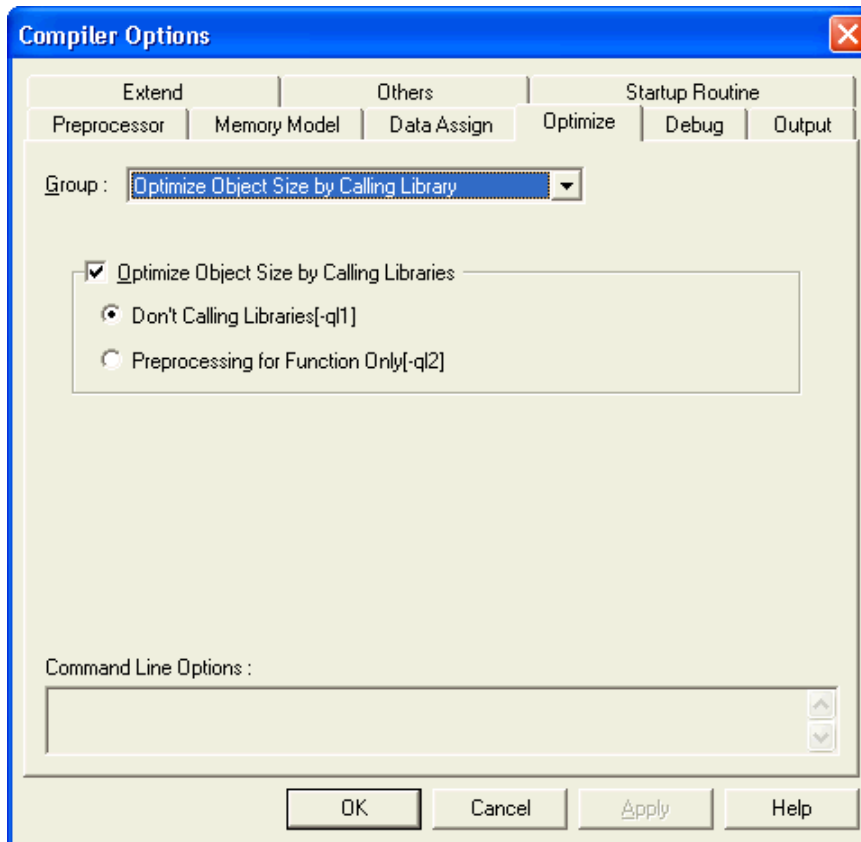 Compiler Options
Extend Others Startup Routine
Preprocessor Memory Model Data Assign Optimize Debug Output
Group : Optimize Object Size by Calling Library
Optimize Object Size by Calling Libraries
Don't Calling Libraries[-ql1]
Preprocessing for Function Only[-ql2]
Command Line Options :
OK Cancel Apply Help